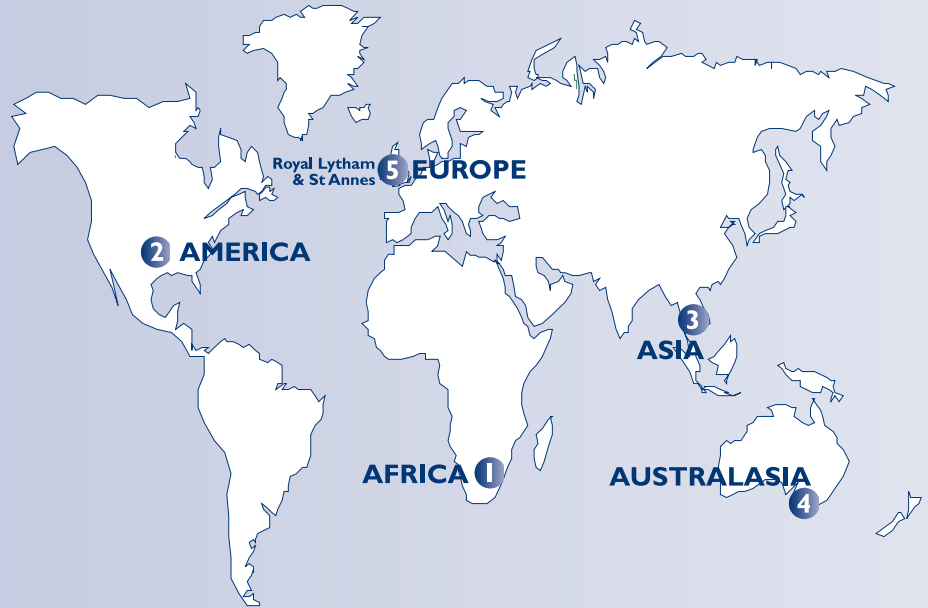 Royal Lytham
& St Annes
5 EUROPE
2 AMERICA
3
ASIA
AFRICA 1
AUSTRALASIA
4